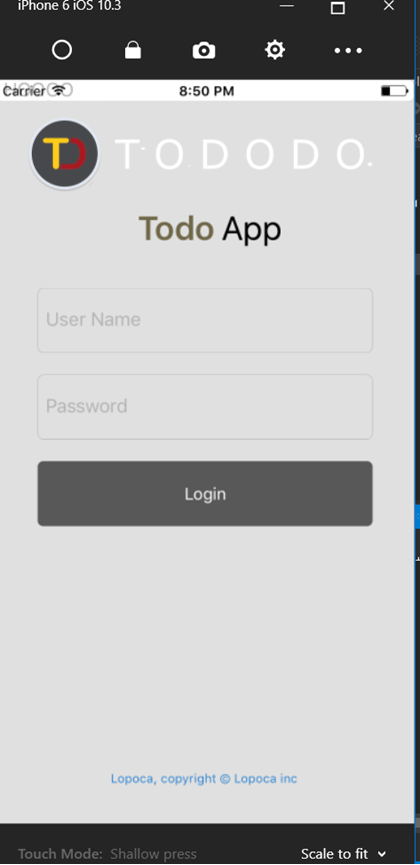 iPhone 6 iOS 10.3
Carrier 8:50 PM
TD T.O.DODO.
Todo App
User Name
Password
Login
Lopoca, copyright © Lopoca inc
Touch Mode: Shallow press Scale to fit